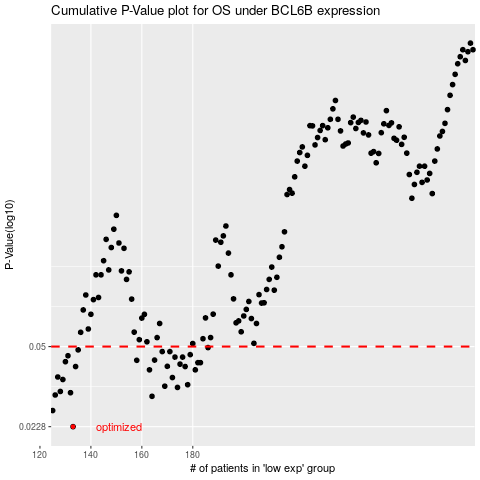 Cumulative P-Value plot for OS under BCL6B expression
P-Value(log10)
0.05
0.0228
optimized
120 140 160 180
# of patients in 'low exp' group